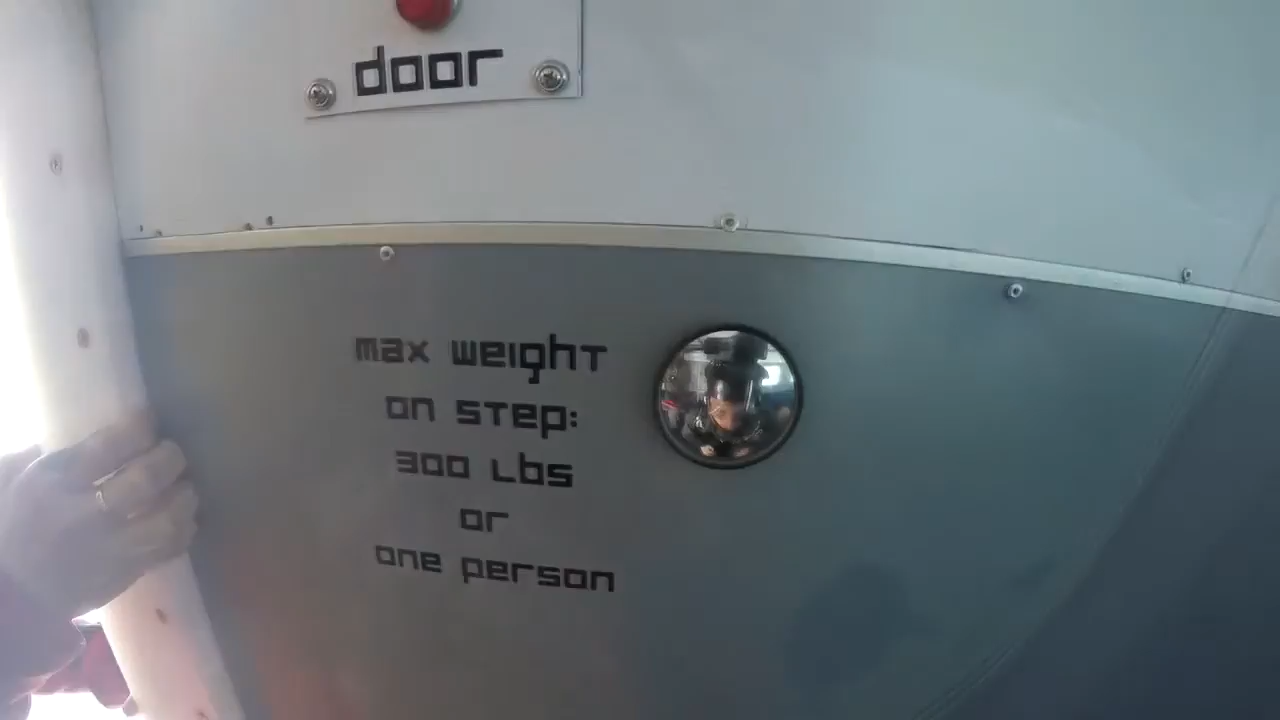 door
max weight
on step:
300 Lbs
or
one person